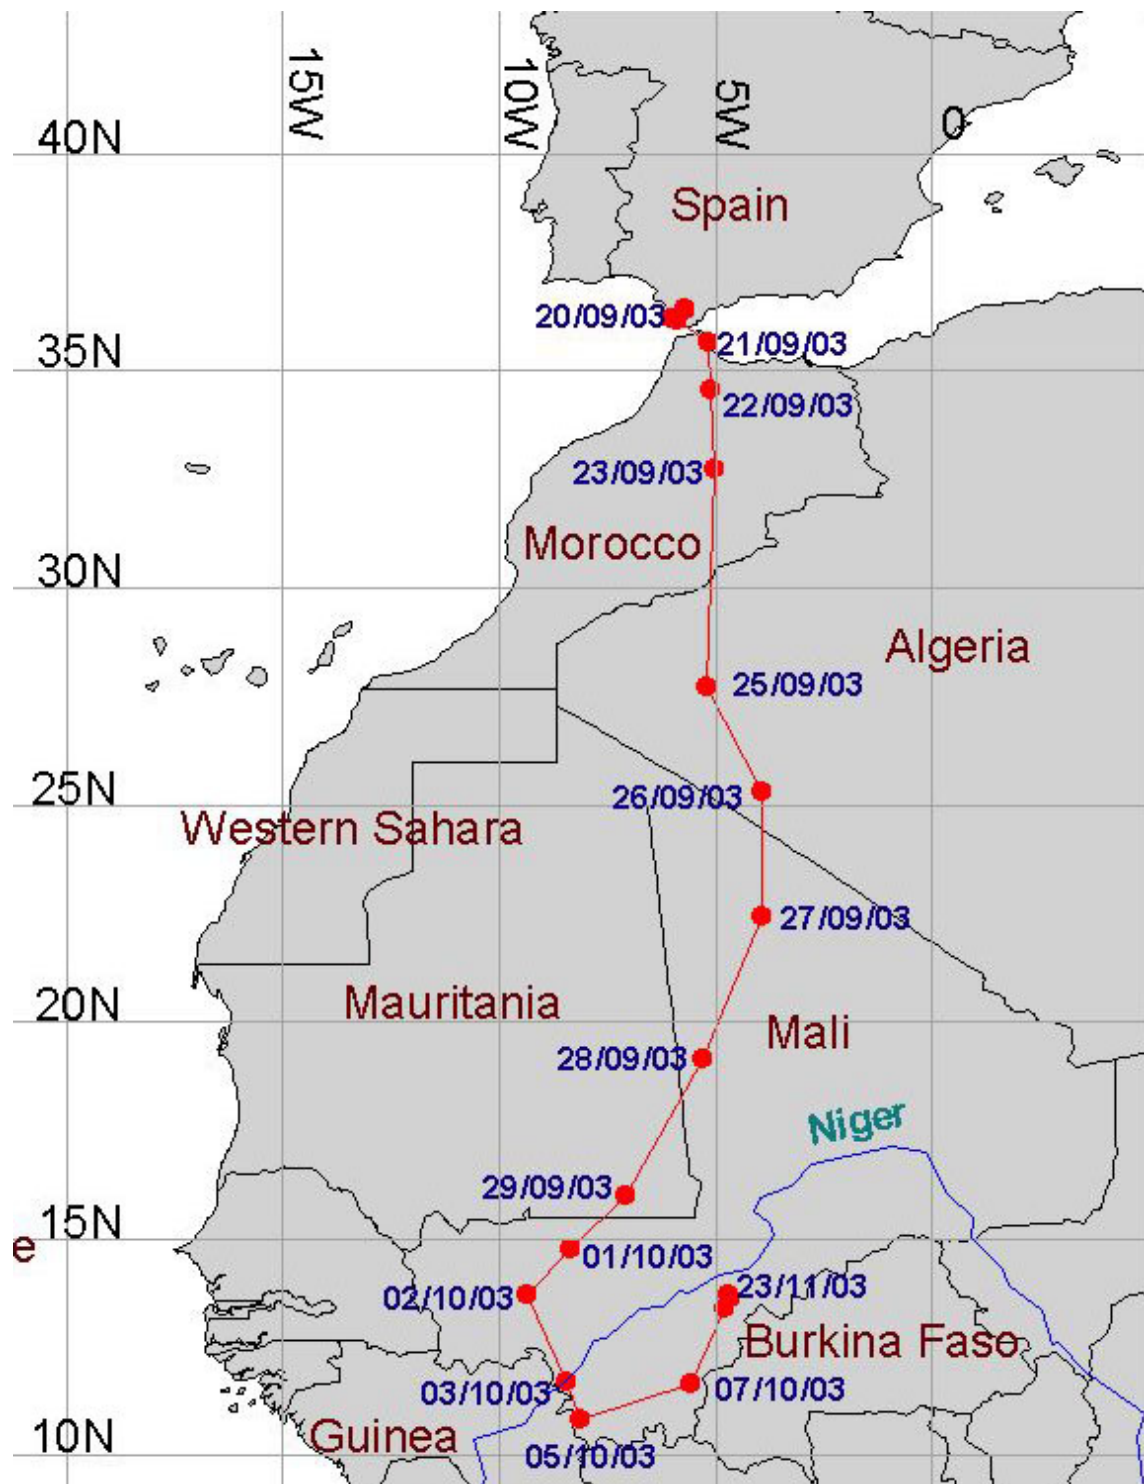 15W
10W
5W
0
40N
Spain
20/09/03
21/09/03
35N
22/09/03
23/09/03
Morocco
30N
Algeria
25/09/03
25N
26/09/03
Western Sahara
27/09/03
Mauritania
20N
Mali
28/09/03
Niger
29/09/03
15N
e
01/10/03
02/10/03
23/11/03
Burkina Faso
03/10/03
07/10/03
10N
Guinea
05/10/03